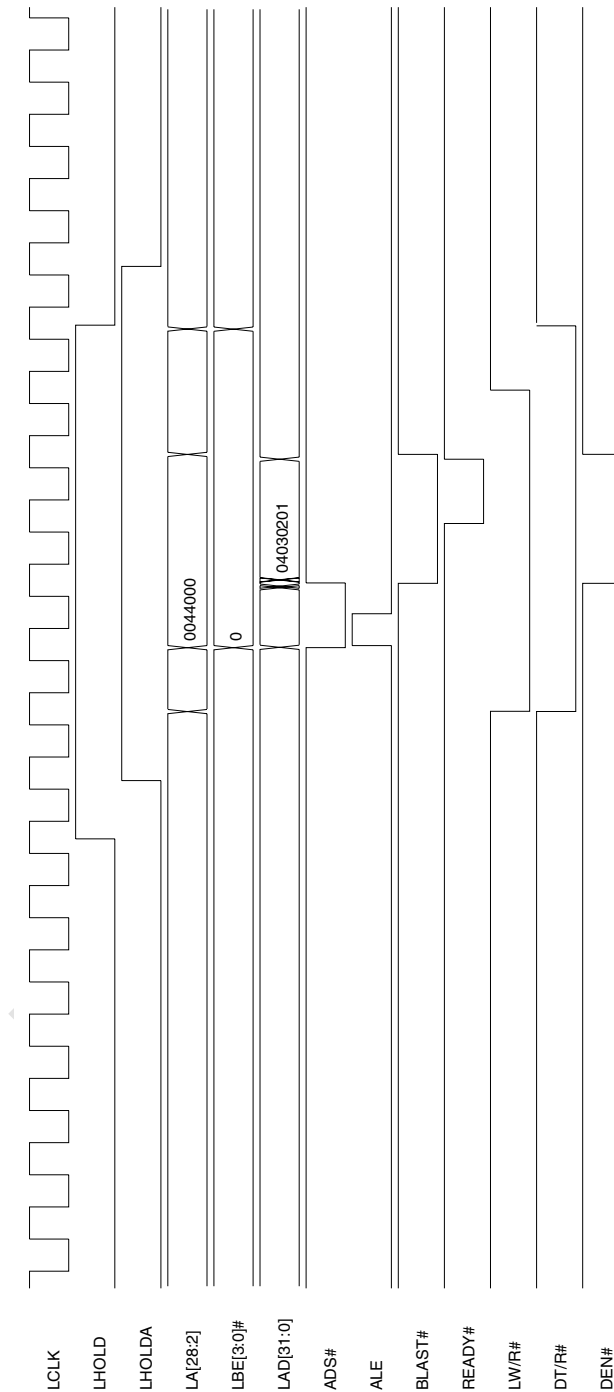 LCLK
LHOLD
LHOLDA
LA[28:2]
0044000
LBE[3:0]#
0
LAD[31:0]
04030201
ADS#
ALE
BLAST#
READY#
LW/R#
DT/R#
DEN#